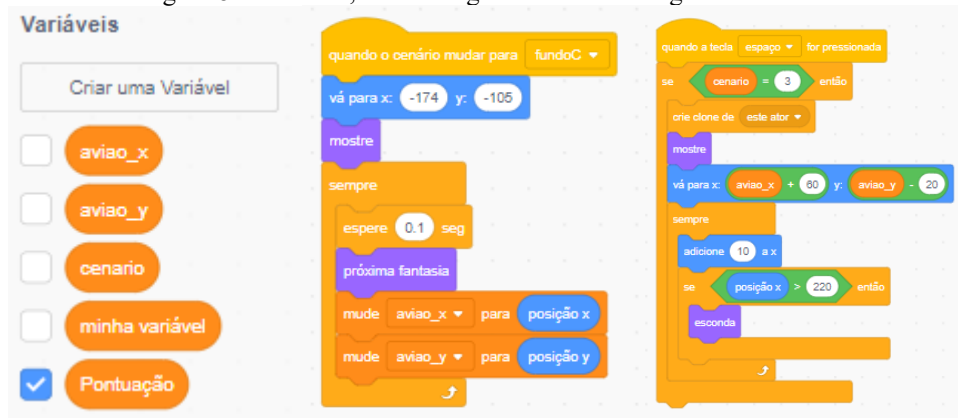 Variáveis
Criar uma Variável
aviao_x
aviao_y
cenario
minha variável
Pontuação
quando o cenário mudar para fundoC
vá para x: -174 y: -105
mostre
sempre
espere 0.1 seg
próxima fantasia
mude aviao_x para posição x
mude aviao_y para posição y
quando a tecla espaço for pressionada
se cenario = 3 então
crie clone de este ator
mostre
vá para x: aviao_x + 60 y: aviao_y - 20
sempre
adicione 10 a x
se posição x > 220 então
esconda